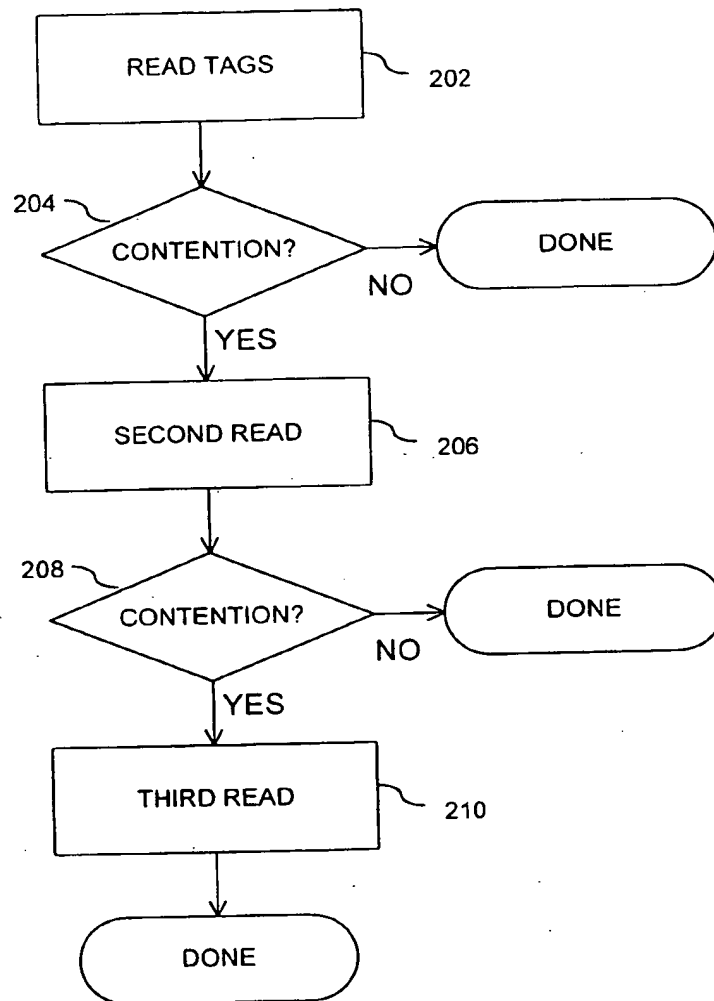 READ TAGS
202
204
CONTENTION?
DONE
NO
YES
SECOND READ
206
208
CONTENTION?
DONE
NO
YES
THIRD READ
210
DONE